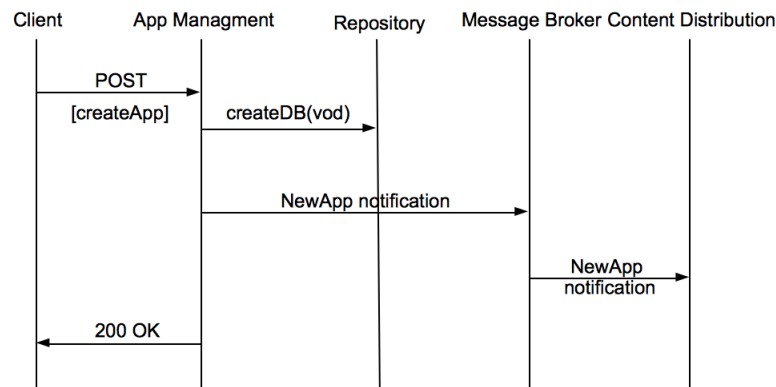 Client App Managment Repository Message Broker Content Distribution
POST
[createApp] createDB(vod)
NewApp notification
NewApp
notification
200 OK